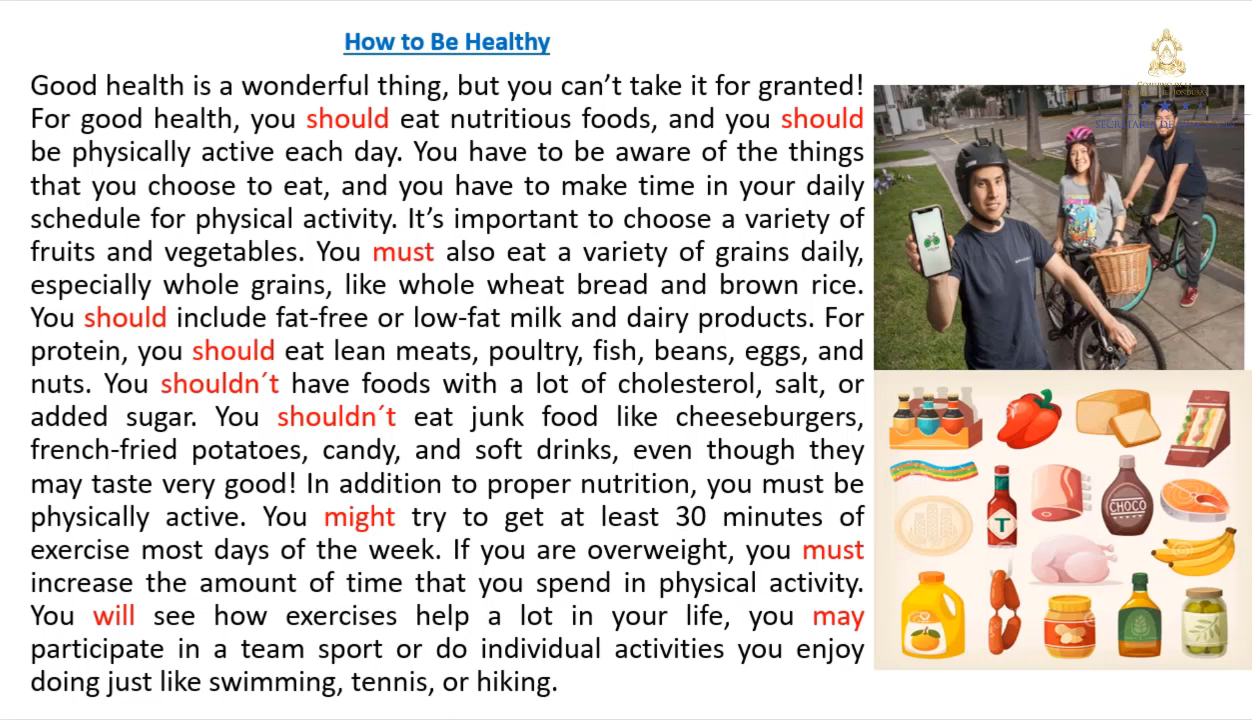 How to Be Healthy
Good health is a wonderful thing, but you can’t take it for granted!
For good health, you should eat nutritious foods, and you should
be physically active each day. You have to be aware of the things
that you choose to eat, and you have to make time in your daily
schedule for physical activity. It’s important to choose a variety of
fruits and vegetables. You must also eat a variety of grains daily,
especially whole grains, like whole wheat bread and brown rice.
You should include fat-free or low-fat milk and dairy products. For
protein, you should eat lean meats, poultry, fish, beans, eggs, and
nuts. You shouldn´t have foods with a lot of cholesterol, salt, or
added sugar. You shouldn´t eat junk food like cheeseburgers,
french-fried potatoes, candy, and soft drinks, even though they
may taste very good! In addition to proper nutrition, you must be
physically active. You might try to get at least 30 minutes of
exercise most days of the week. If you are overweight, you must
increase the amount of time that you spend in physical activity.
You will see how exercises help a lot in your life, you may
participate in a team sport or do individual activities you enjoy
doing just like swimming, tennis, or hiking.
SECRETARÍA DE
T
CHOCO